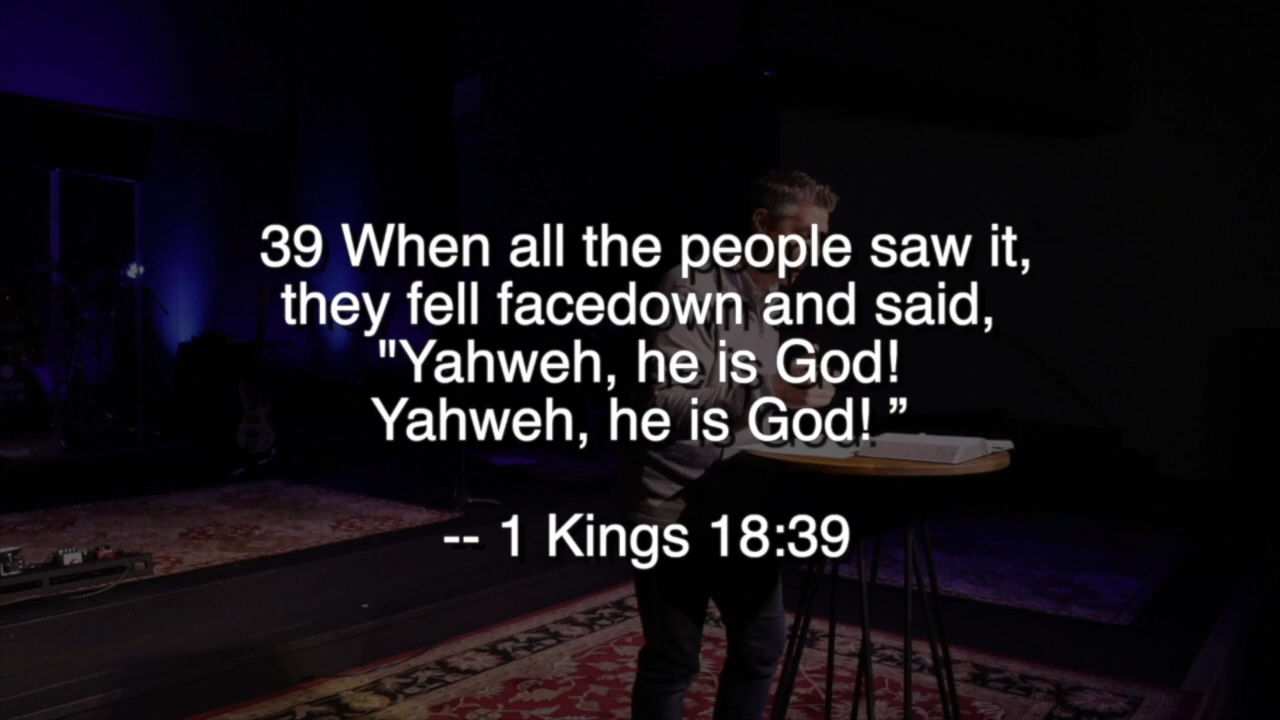 39 When all the people saw it,
they fell facedown and said,
"Yahweh, he is God!
Yahweh, he is God! ”
-- 1 Kings 18:39